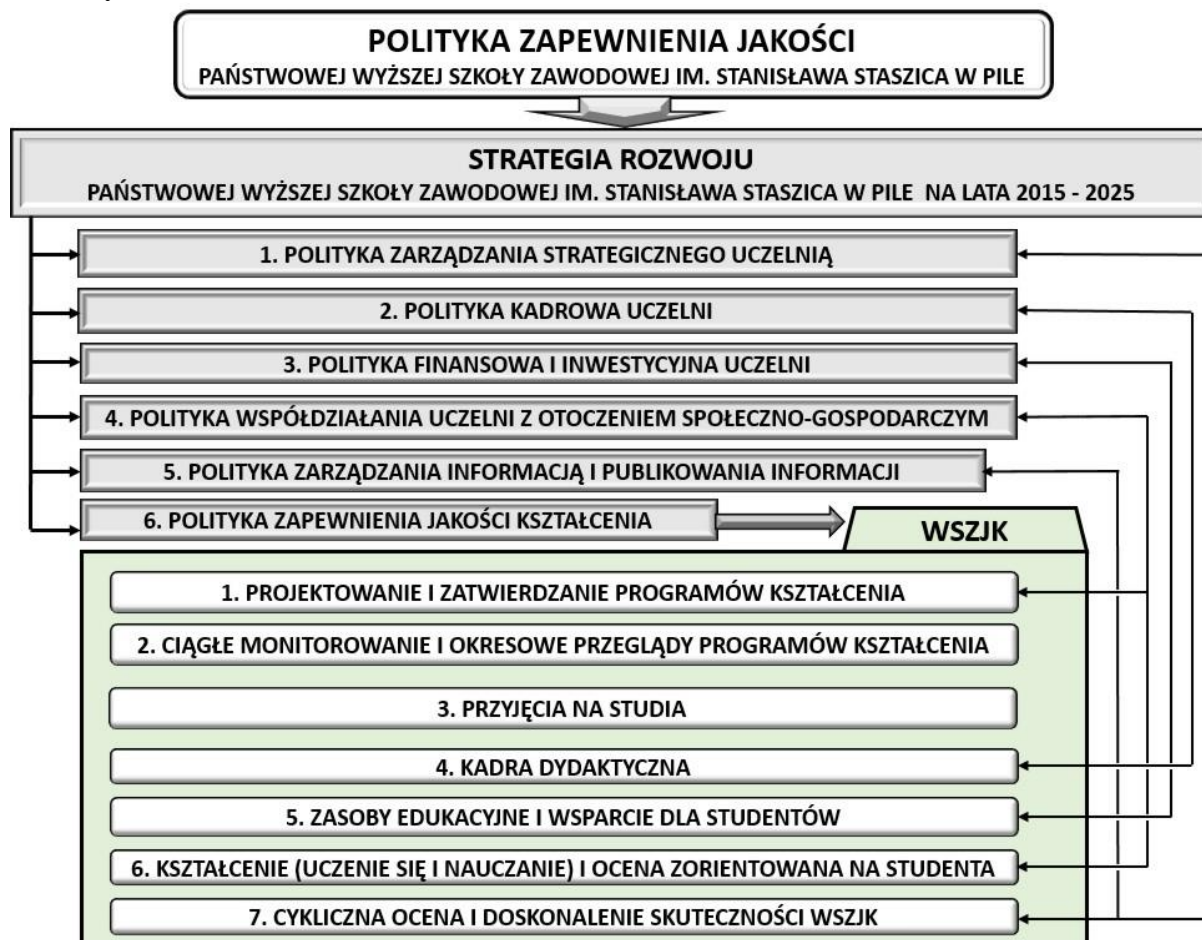 POLITYKA ZAPEWNIENIA JAKOŚCI
PAŃSTWOWEJ WYŻSZEJ SZKOŁY ZAWODOWEJ IM. STANISŁAWA STASZICA W PILE
STRATEGIA ROZWOJU
PAŃSTWOWEJ WYŻSZEJ SZKOŁY ZAWODOWEJ IM. STANISŁAWA STASZICA W PILE NA LATA 2015 - 2025
1. POLITYKA ZARZĄDZANIA STRATEGICZNEGO UCZELNIĄ
2. POLITYKA KADROWA UCZELNI
3. POLITYKA FINANSOWA I INWESTYCYJNA UCZELNI
4. POLITYKA WSPÓŁDZIAŁANIA UCZELNI Z OTOCZENIEM SPOŁECZNO-GOSPODARCZYM
5. POLITYKA ZARZĄDZANIA INFORMACJĄ I PUBLIKOWANIA INFORMACJI
6. POLITYKA ZAPEWNIENIA JAKOŚCI KSZTAŁCENIA
WSZJK
1. PROJEKTOWANIE I ZATWIERDZANIE PROGRAMÓW KSZTAŁCENIA
2. CIĄGŁE MONITOROWANIE I OKRESOWE PRZEGLĄDY PROGRAMÓW KSZTAŁCENIA
3. PRZYJĘCIA NA STUDIA
4. KADRA DYDAKTYCZNA
5. ZASOBY EDUKACYJNE I WSPARCIE DLA STUDENTÓW
6. KSZTAŁCENIE (UCZENIE SIĘ I NAUCZANIE) I OCENA ZORIENTOWANA NA STUDENTA
7. CYKLICZNA OCENA I DOSKONALENIE SKUTECZNOŚCI WSZJK